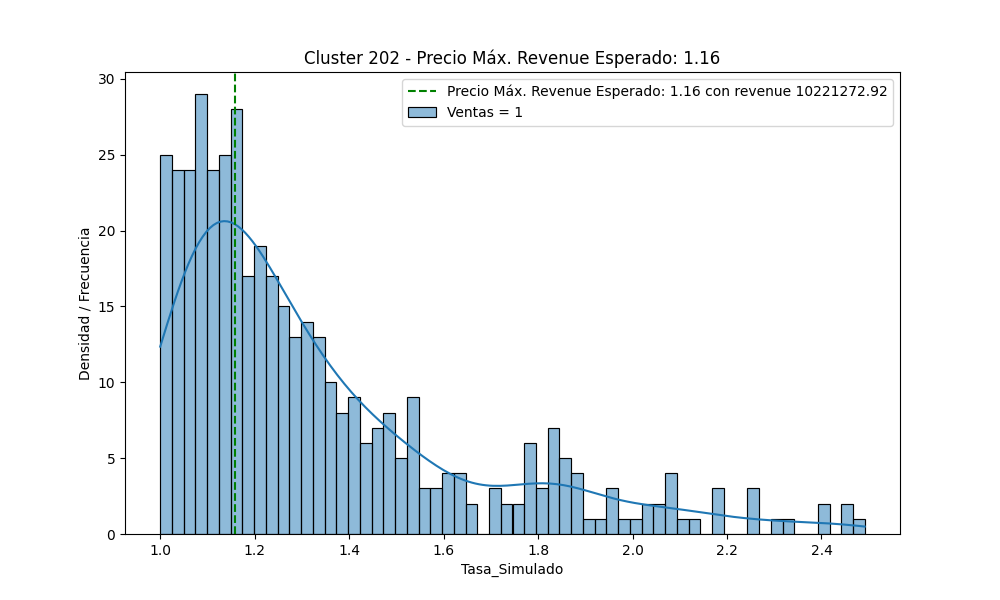 Cluster 202 - Precio Máx. Revenue Esperado: 1.16
Precio Máx. Revenue Esperado: 1.16 con revenue 10221272.92
Ventas = 1
Densidad / Frecuencia
30
25
20
15
10
5
0
1.0 1.2 1.4 1.6 1.8 2.0 2.2 2.4
Tasa_Simulado